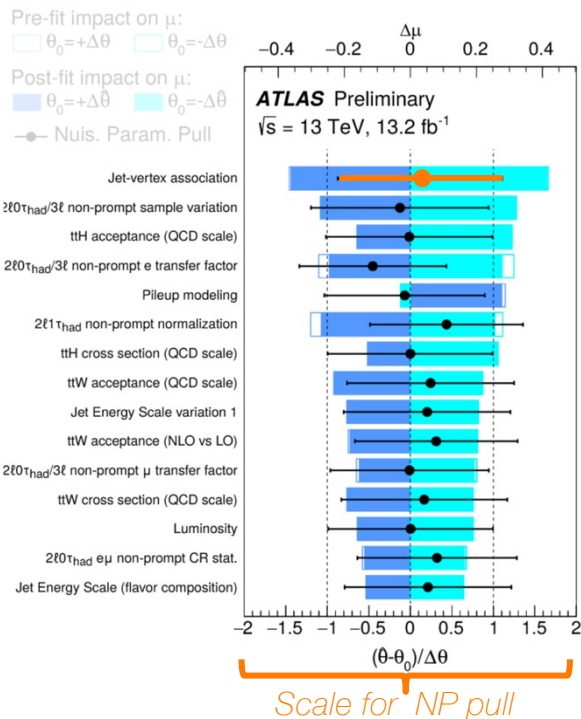 Pre-fit impact on μ:
θ₀=+Δθ θ₀=-Δθ
Post-fit impact on μ:
θ₀=+Δθ̂ θ₀=-Δθ̂
Nuis. Param. Pull
Δμ
−0.4 −0.2 0 0.2 0.4
ATLAS Preliminary
√s = 13 TeV, 13.2 fb⁻¹
Jet-vertex association
2ℓ0τhad/3ℓ non-prompt sample variation
ttH acceptance (QCD scale)
2ℓ0τhad/3ℓ non-prompt e transfer factor
Pileup modeling
2ℓ1τhad non-prompt normalization
ttH cross section (QCD scale)
ttW acceptance (QCD scale)
Jet Energy Scale variation 1
ttW acceptance (NLO vs LO)
2ℓ0τhad/3ℓ non-prompt μ transfer factor
ttW cross section (QCD scale)
Luminosity
2ℓ0τhad eμ non-prompt CR stat.
Jet Energy Scale (flavor composition)
−2 −1.5 −1 −0.5 0 0.5 1 1.5 2
(θ̂-θ₀)/Δθ
Scale for NP pull